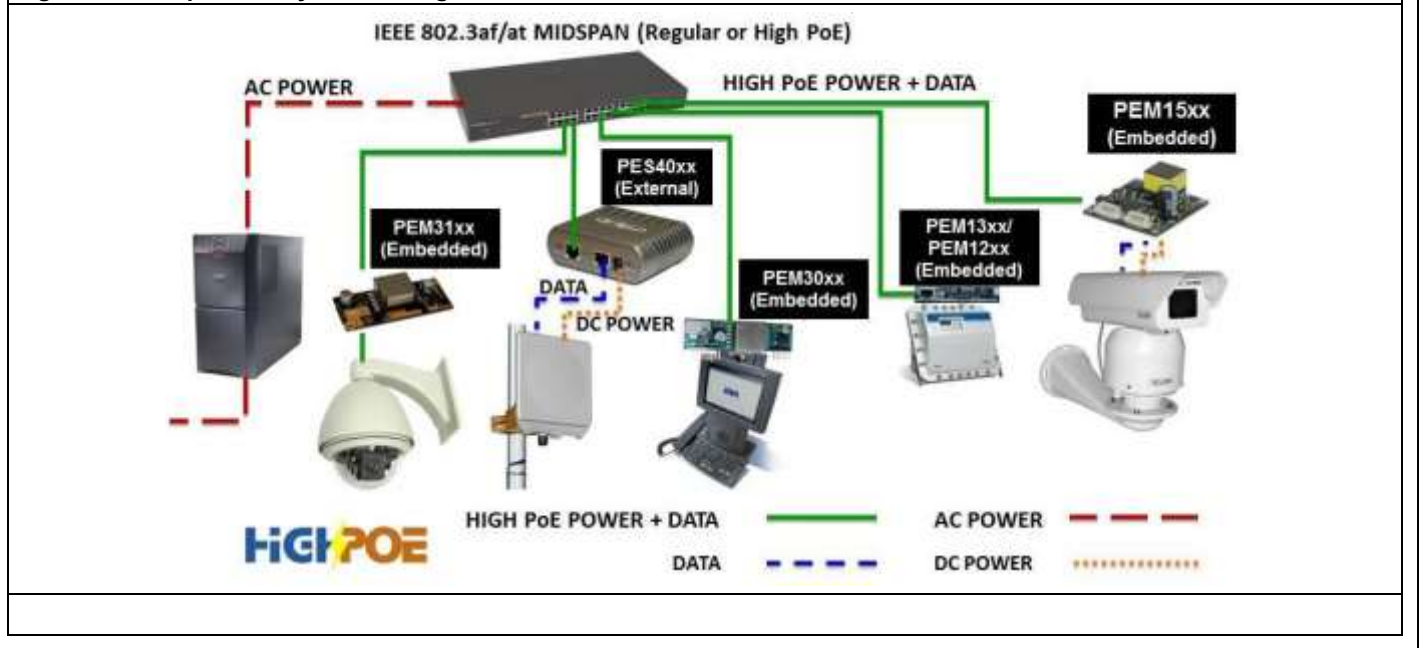 IEEE 802.3af/at MIDSPAN (Regular or High PoE)
AC POWER
HIGH PoE POWER + DATA
PEM15xx
(Embedded)
PES40xx
(External)
PEM31xx
(Embedded)
PEM13xx/
PEM12xx
(Embedded)
PEM30xx
(Embedded)
DATA
DC POWER
HIGH PoE POWER + DATA
AC POWER
HIGHPOE
DATA
DC POWER